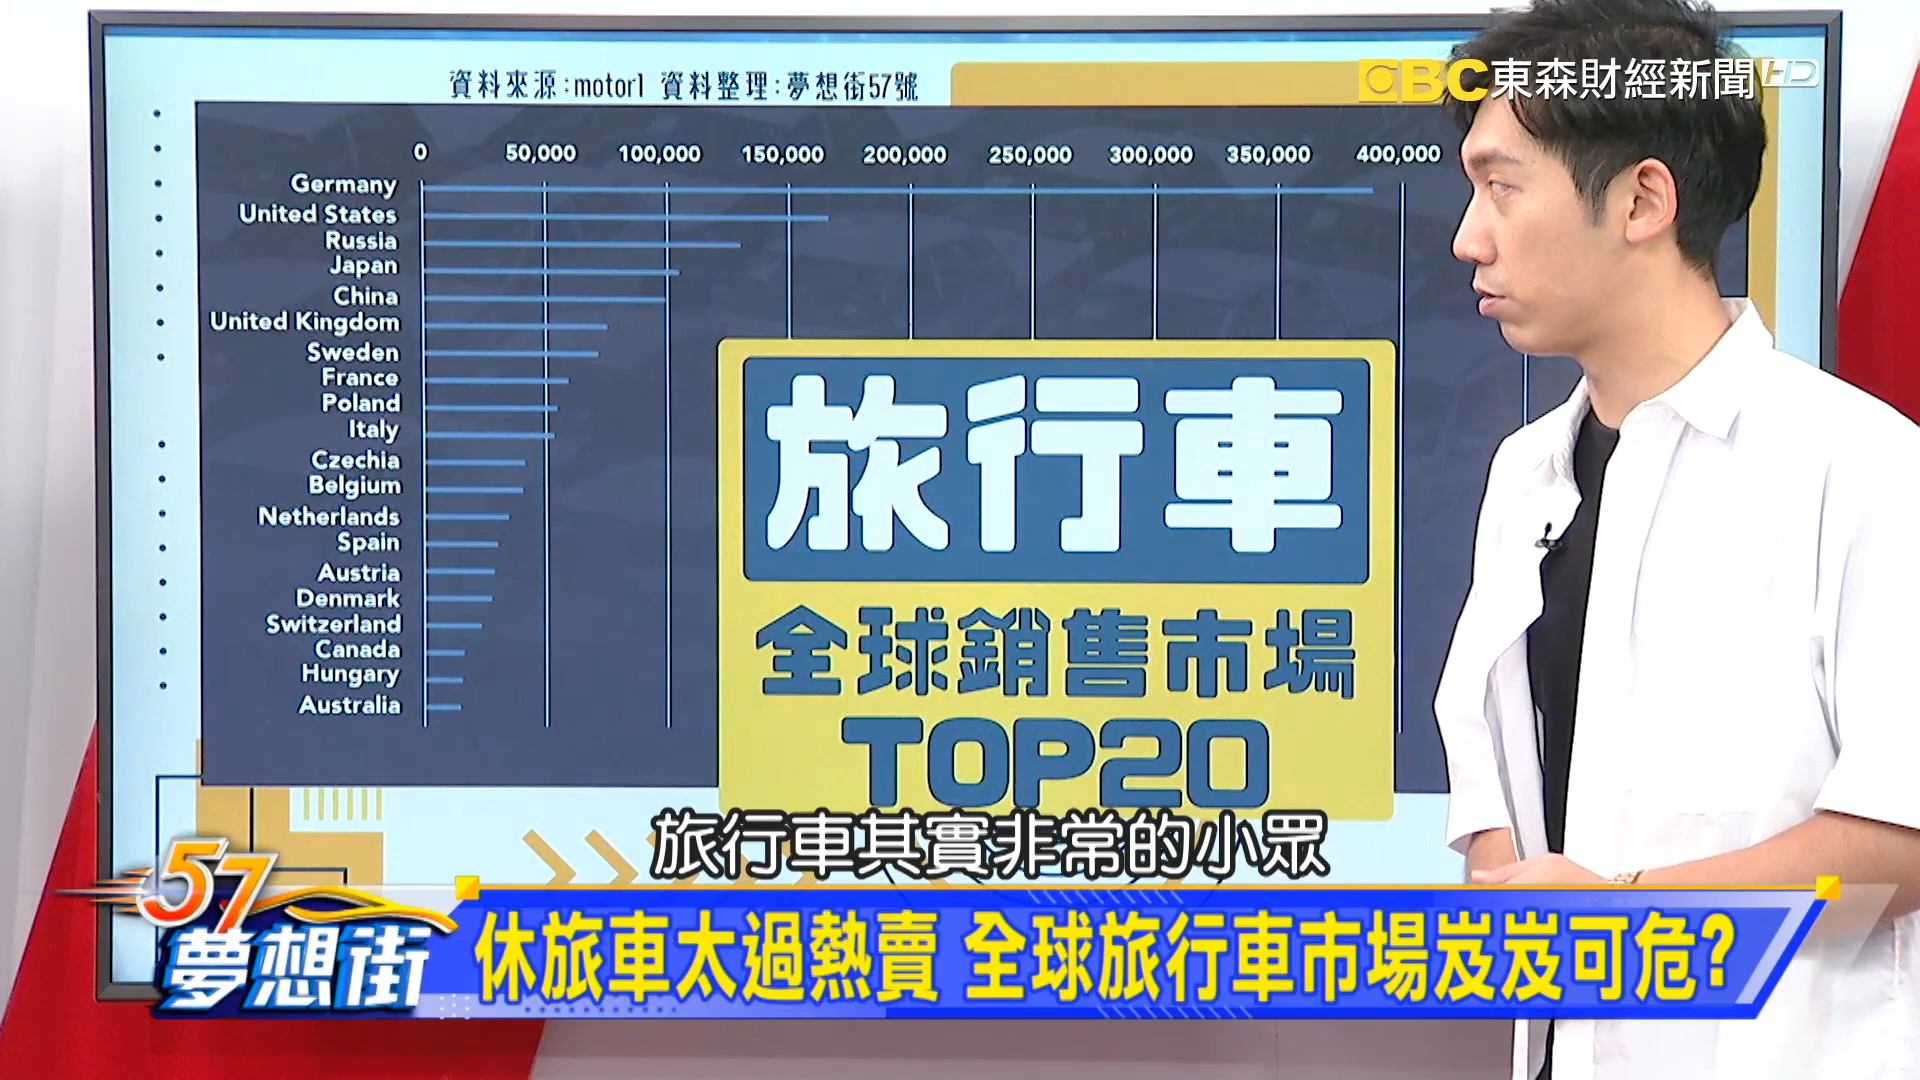 資料來源:motor1 資料整理:夢想街57號
EBC東森財經新聞 HD
0 50,000 100,000 150,000 200,000 250,000 300,000 350,000 400,000
Germany
United States
Russia
Japan
China
United Kingdom
Sweden
France
Poland
Italy
Czechia
Belgium
Netherlands
Spain
Austria
Denmark
Switzerland
Canada
Hungary
Australia
旅行車
全球銷售市場
TOP20
旅行車其實非常的小眾
57
夢想街
休旅車太過熱賣 全球旅行車市場岌岌可危?